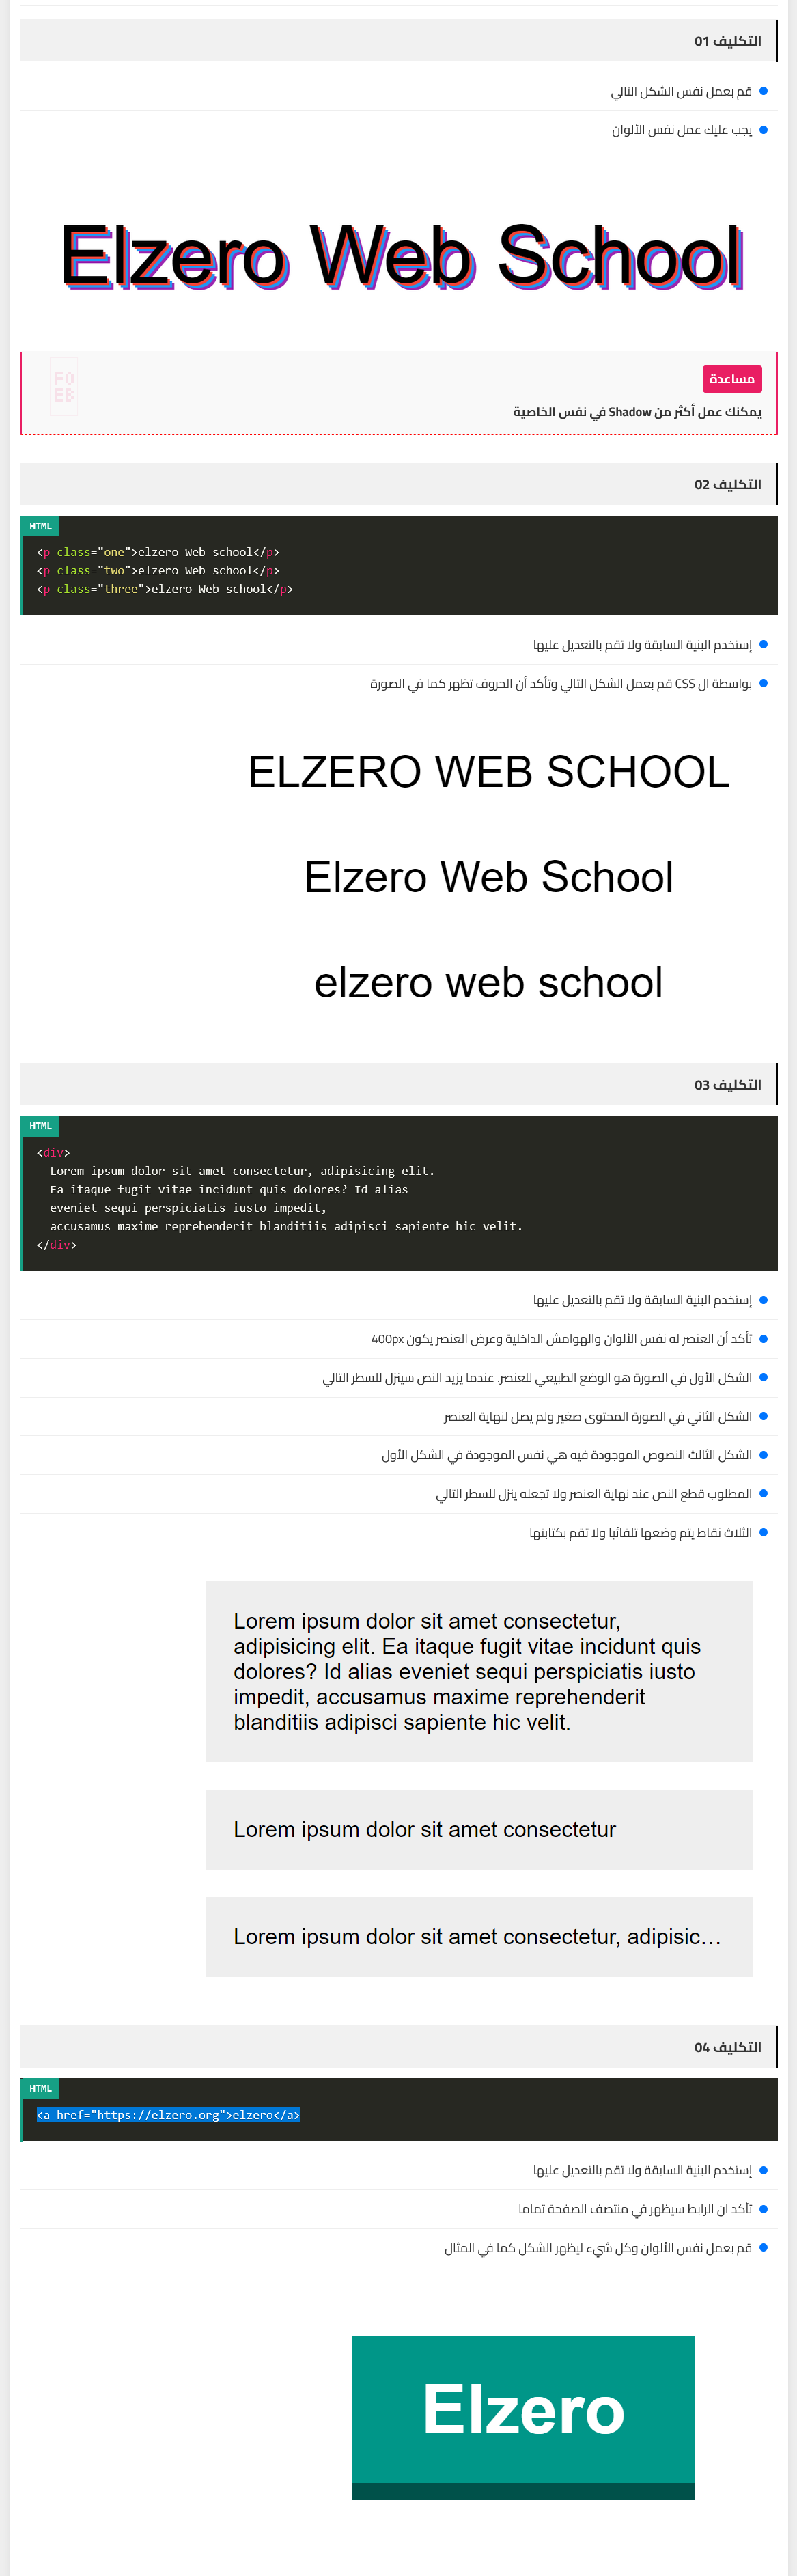 التكليف 01
قم بعمل نفس الشكل التالي
يجب عليك عمل نفس الألوان
Elzero Web School
مساعدة
يمكنك عمل أكثر من Shadow في نفس الخاصية
F0
EB
التكليف 02
HTML
<p class="one">elzero Web school</p>
<p class="two">elzero Web school</p>
<p class="three">elzero Web school</p>
إستخدم البنية السابقة ولا تقم بالتعديل عليها
بواسطة ال CSS قم بعمل الشكل التالي وتأكد أن الحروف تظهر كما في الصورة
ELZERO WEB SCHOOL
Elzero Web School
elzero web school
التكليف 03
HTML
<div>
Lorem ipsum dolor sit amet consectetur, adipisicing elit.
Ea itaque fugit vitae incidunt quis dolores? Id alias
eveniet sequi perspiciatis iusto impedit,
accusamus maxime reprehenderit blanditiis adipisci sapiente hic velit.
</div>
إستخدم البنية السابقة ولا تقم بالتعديل عليها
تأكد أن العنصر له نفس الألوان والهوامش الداخلية وعرض العنصر يكون 400px
الشكل الأول في الصورة هو الوضع الطبيعي للعنصر. عندما يزيد النص سينزل للسطر التالي
الشكل الثاني في الصورة المحتوى صغير ولم يصل لنهاية العنصر
الشكل الثالث النصوص الموجودة فيه هي نفس الموجودة في الشكل الأول
المطلوب قطع النص عند نهاية العنصر ولا تجعله ينزل للسطر التالي
الثلاث نقاط يتم وضعها تلقائيا ولا تقم بكتابتها
Lorem ipsum dolor sit amet consectetur,
adipisicing elit. Ea itaque fugit vitae incidunt quis
dolores? Id alias eveniet sequi perspiciatis iusto
impedit, accusamus maxime reprehenderit
blanditiis adipisci sapiente hic velit.
Lorem ipsum dolor sit amet consectetur
Lorem ipsum dolor sit amet consectetur, adipisic…
التكليف 04
HTML
<a href="https://elzero.org">elzero</a>
إستخدم البنية السابقة ولا تقم بالتعديل عليها
تأكد ان الرابط سيظهر في منتصف الصفحة تماما
قم بعمل نفس الألوان وكل شيء ليظهر الشكل كما في المثال
Elzero